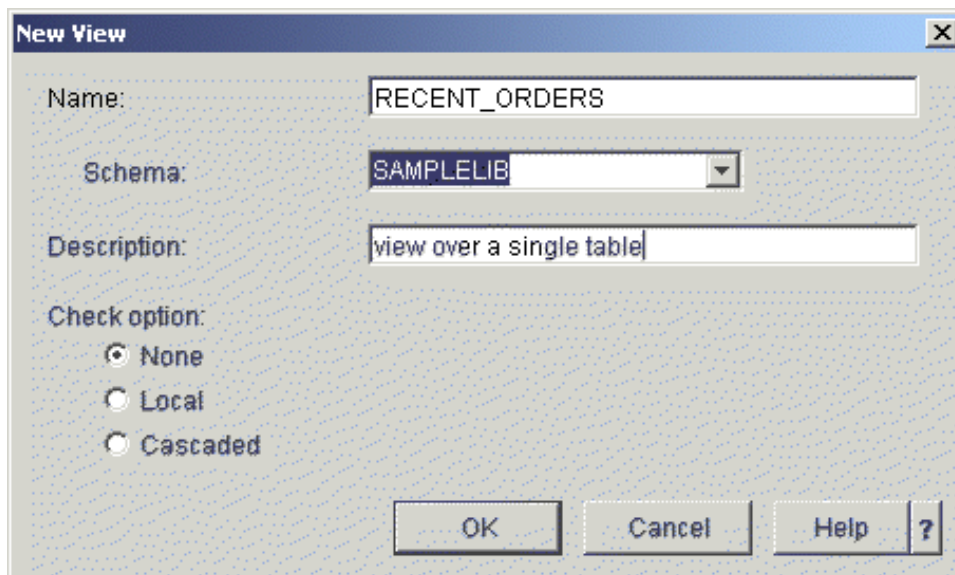 New View
Name: RECENT_ORDERS
Schema: SAMPLELIB
Description: view over a single table
Check option:
None
Local
Cascaded
OK Cancel Help ?